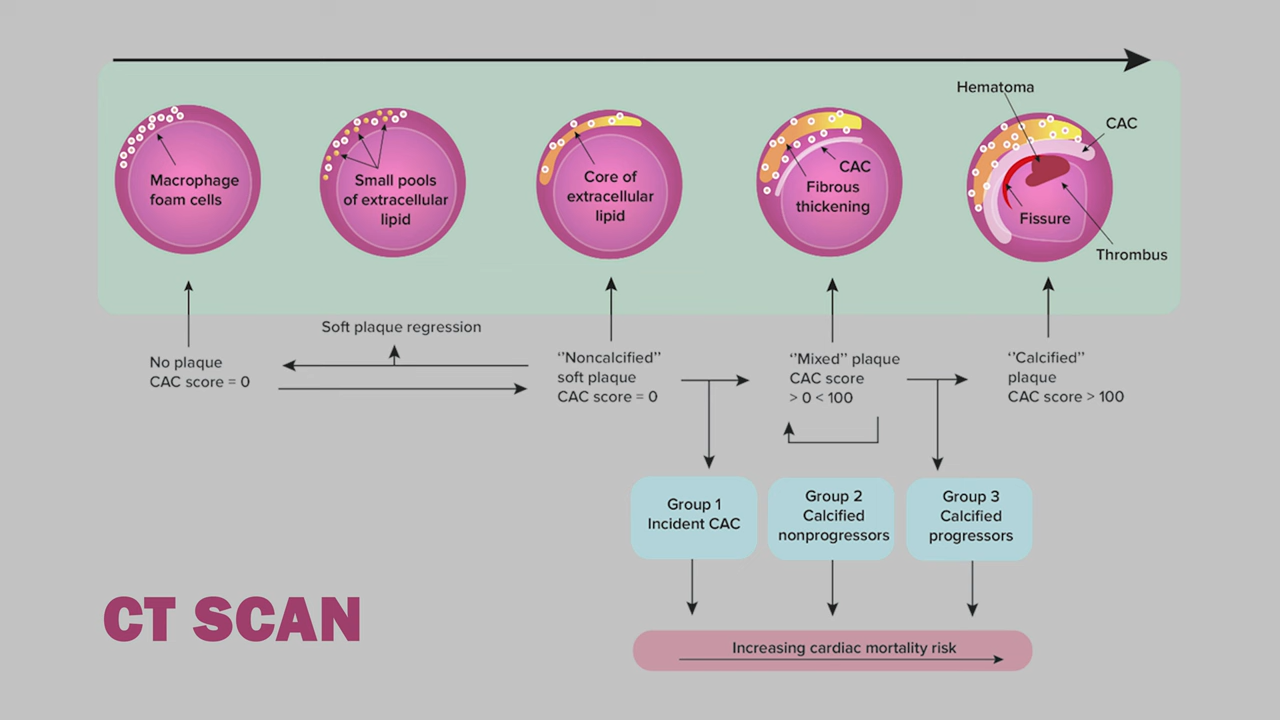 Hematoma
CAC
Macrophage
foam cells
Small pools
of extracellular
lipid
Core of
extracellular
lipid
CAC
Fibrous
thickening
Fissure
Thrombus
Soft plaque regression
No plaque
CAC score = 0
‘’Noncalcified’’
soft plaque
CAC score = 0
‘’Mixed’’ plaque
CAC score
> 0 < 100
‘’Calcified’’
plaque
CAC score > 100
Group 1
Incident CAC
Group 2
Calcified
nonprogressors
Group 3
Calcified
progressors
CT SCAN
Increasing cardiac mortality risk